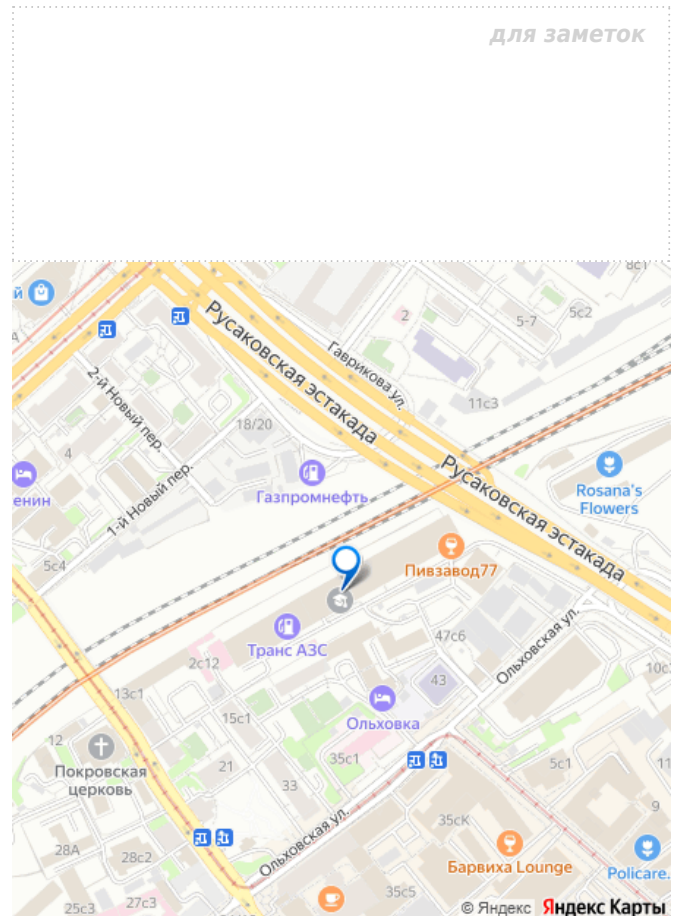 для заметок
8с1
й
А
2
5-7
5с2
Русаковская эстакада
Гаврикова ул.
2-й Новый пер.
11с3
18/20
4
енин
1-й Новый пер.
Газпромнефть
Русаковская эстакада
Rosana's
Flowers
5с4
Пивзавод77
Транс АЗС
47с6
Ольховская ул.
2с12
10с
43
13с1
15с1
Ольховка
12
Покровская
церковь
21
35с1
5с1
11
33
9
Ольховская ул.
35сК
28А
28с2
Барвиха Lounge
Policare.
25с3
27с3
35с5
© Яндекс Яндекс Карты